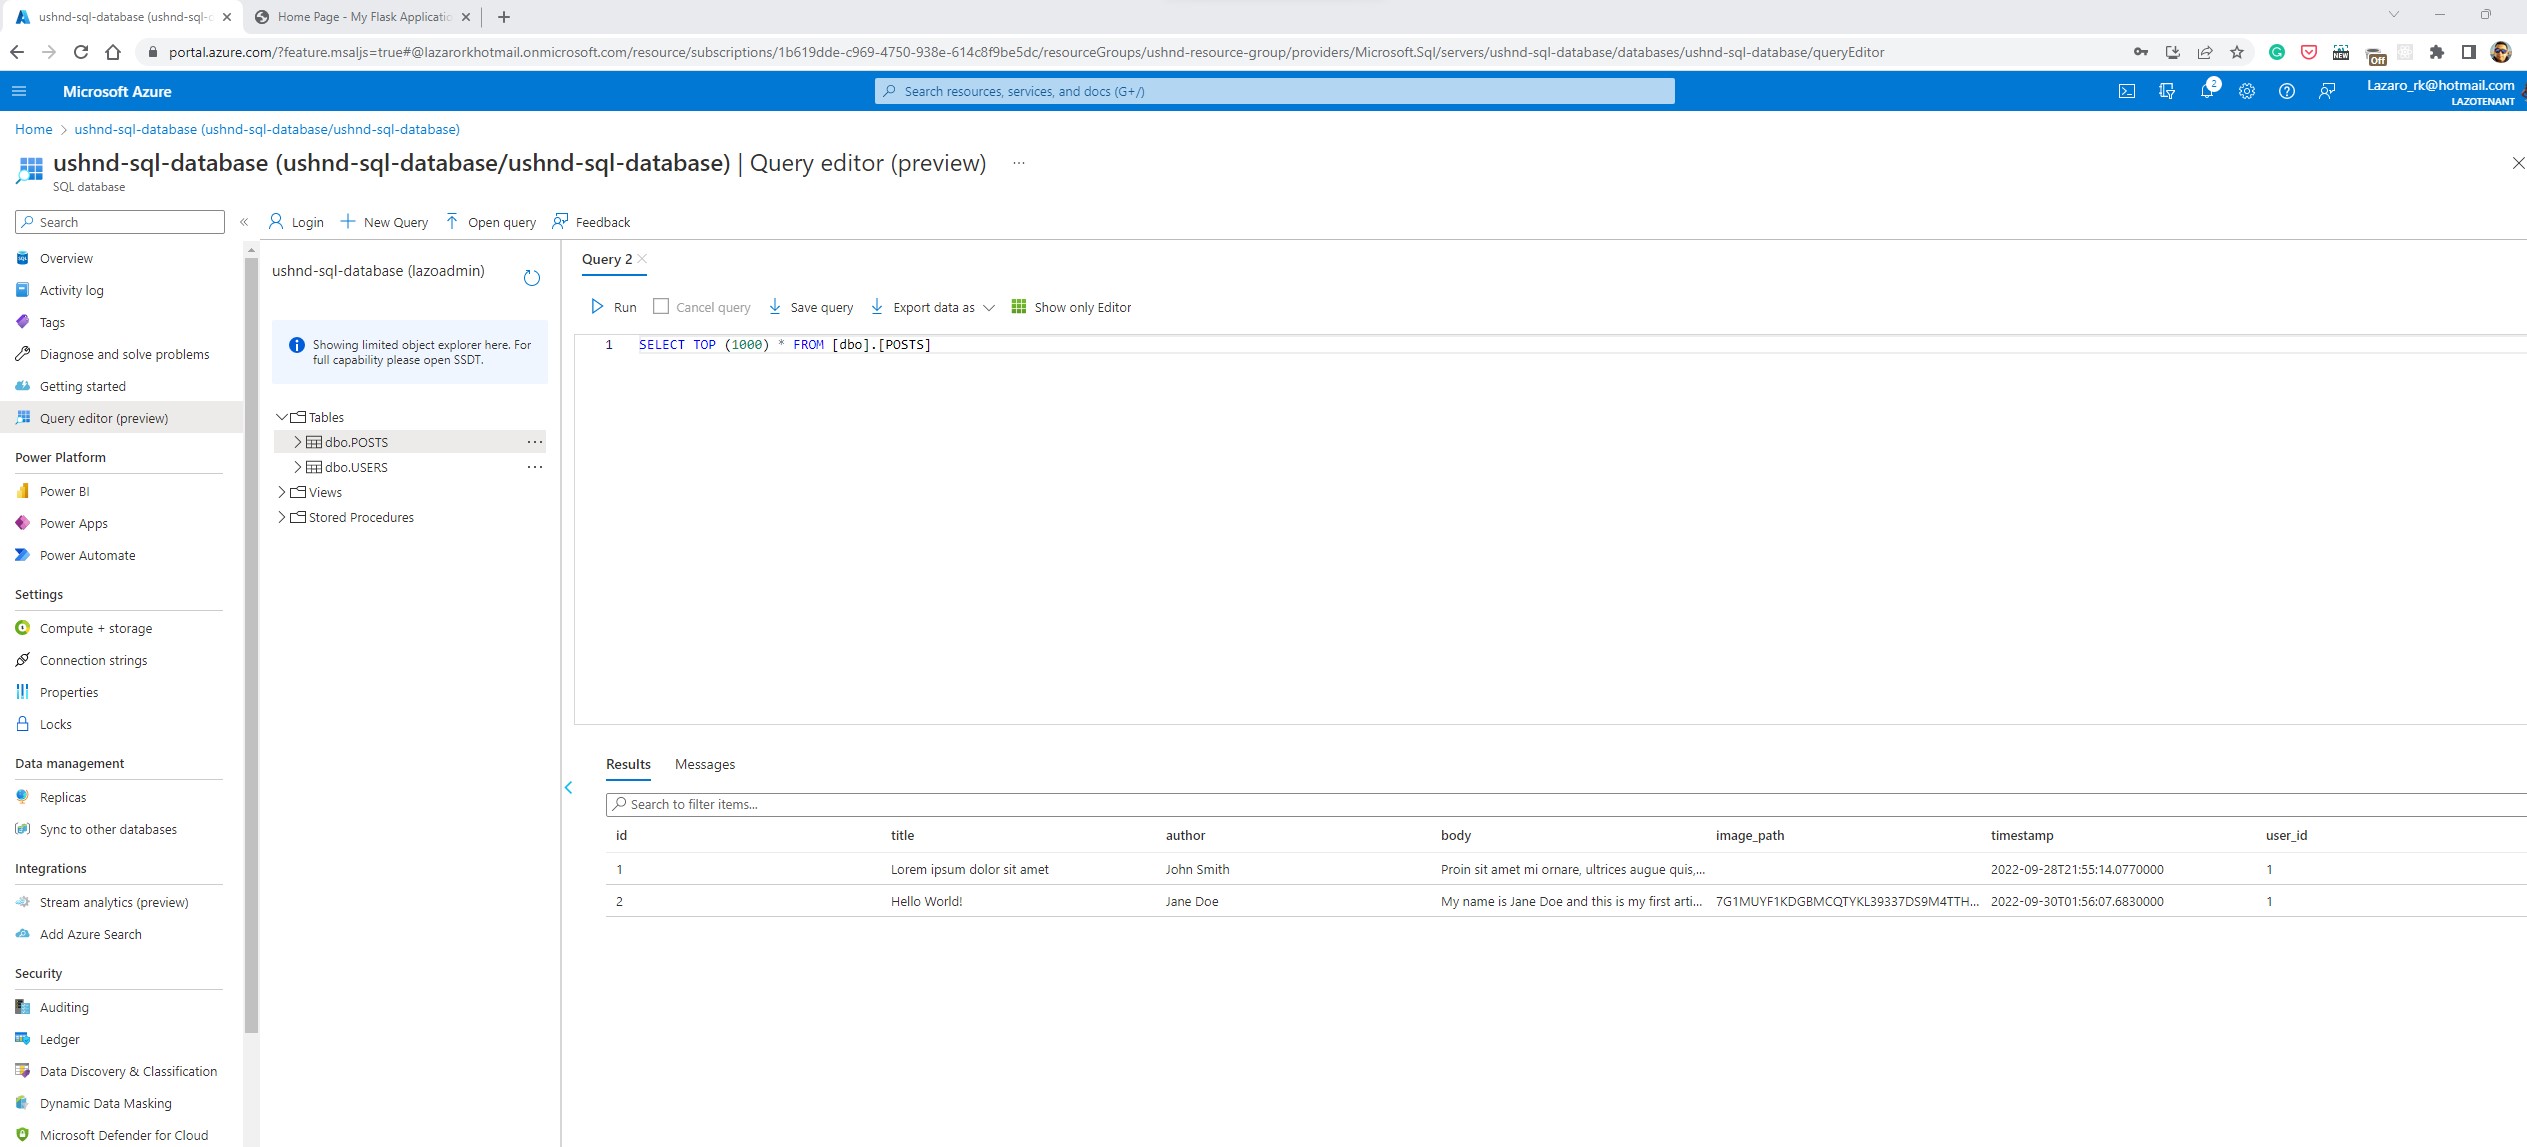 ushnd-sql-database (ushnd-sql-c
Home Page - My Flask Applicatio
portal.azure.com/?feature.msaljs=true#@lazarorkhotmail.onmicrosoft.com/resource/subscriptions/1b619dde-c969-4750-938e-614c8f9be5dc/resourceGroups/ushnd-resource-group/providers/Microsoft.Sql/servers/ushnd-sql-database/databases/ushnd-sql-database/queryEditor
NEW
Off
Microsoft Azure
Search resources, services, and docs (G+/)
2
Lazaro_rk@hotmail.com
LAZOTENANT
Home > ushnd-sql-database (ushnd-sql-database/ushnd-sql-database)
ushnd-sql-database (ushnd-sql-database/ushnd-sql-database) | Query editor (preview) ...
SQL database
Search
Login
New Query
Open query
Feedback
Overview
Activity log
Tags
Diagnose and solve problems
Getting started
Query editor (preview)
Power Platform
Power BI
Power Apps
Power Automate
Settings
Compute + storage
Connection strings
Properties
Locks
Data management
Replicas
Sync to other databases
Integrations
Stream analytics (preview)
Add Azure Search
Security
Auditing
Ledger
Data Discovery & Classification
Dynamic Data Masking
Microsoft Defender for Cloud
ushnd-sql-database (lazoadmin)
Showing limited object explorer here. For
full capability please open SSDT.
Tables
dbo.POSTS ...
dbo.USERS ...
Views
Stored Procedures
Query 2
Run
Cancel query
Save query
Export data as
Show only Editor
1 SELECT TOP (1000) * FROM [dbo].[POSTS]
Results Messages
Search to filter items...
id title author body image_path timestamp user_id
1 Lorem ipsum dolor sit amet John Smith Proin sit amet mi ornare, ultrices augue quis,... 2022-09-28T21:55:14.0770000 1
2 Hello World! Jane Doe My name is Jane Doe and this is my first arti... 7G1MUYF1KDGBMCQTYKL39337DS9M4TTH... 2022-09-30T01:56:07.6830000 1